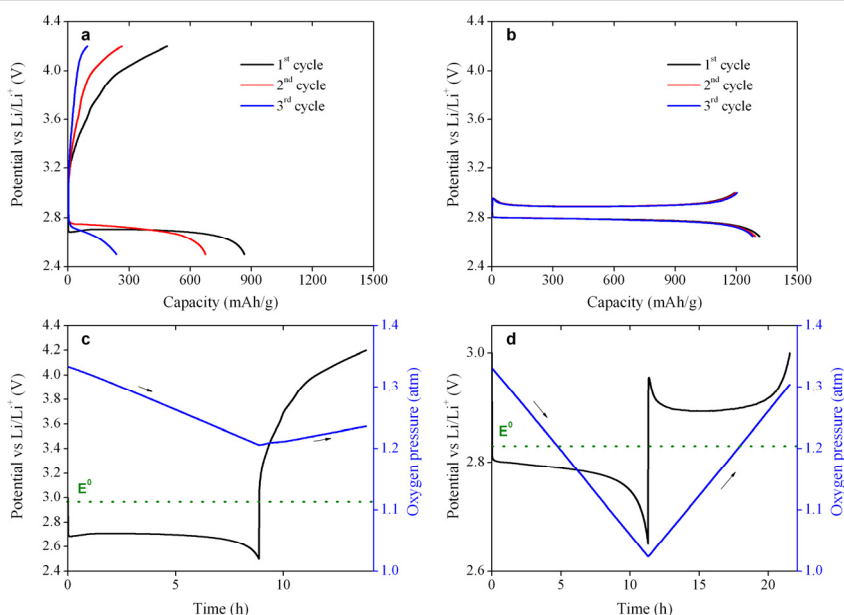 a
1st cycle
2nd cycle
3rd cycle
Potential vs Li/Li+ (V)
4.4
4.0
3.6
3.2
2.8
2.4
0 300 600 900 1200 1500
Capacity (mAh/g)
b
1st cycle
2nd cycle
3rd cycle
Potential vs Li/Li+ (V)
4.4
4.0
3.6
3.2
2.8
2.4
0 300 600 900 1200 1500
Capacity (mAh/g)
c
Potential vs Li/Li+ (V)
4.4
4.2
4.0
3.8
3.6
3.4
3.2
3.0
2.8
2.6
2.4
E0
1.4
1.3
1.2
1.1
1.0
Oxygen pressure (atm)
0 5 10
Time (h)
d
Potential vs Li/Li+ (V)
3.0
2.8
2.6
E0
1.4
1.3
1.2
1.1
1.0
Oxygen pressure (atm)
0 5 10 15 20
Time (h)